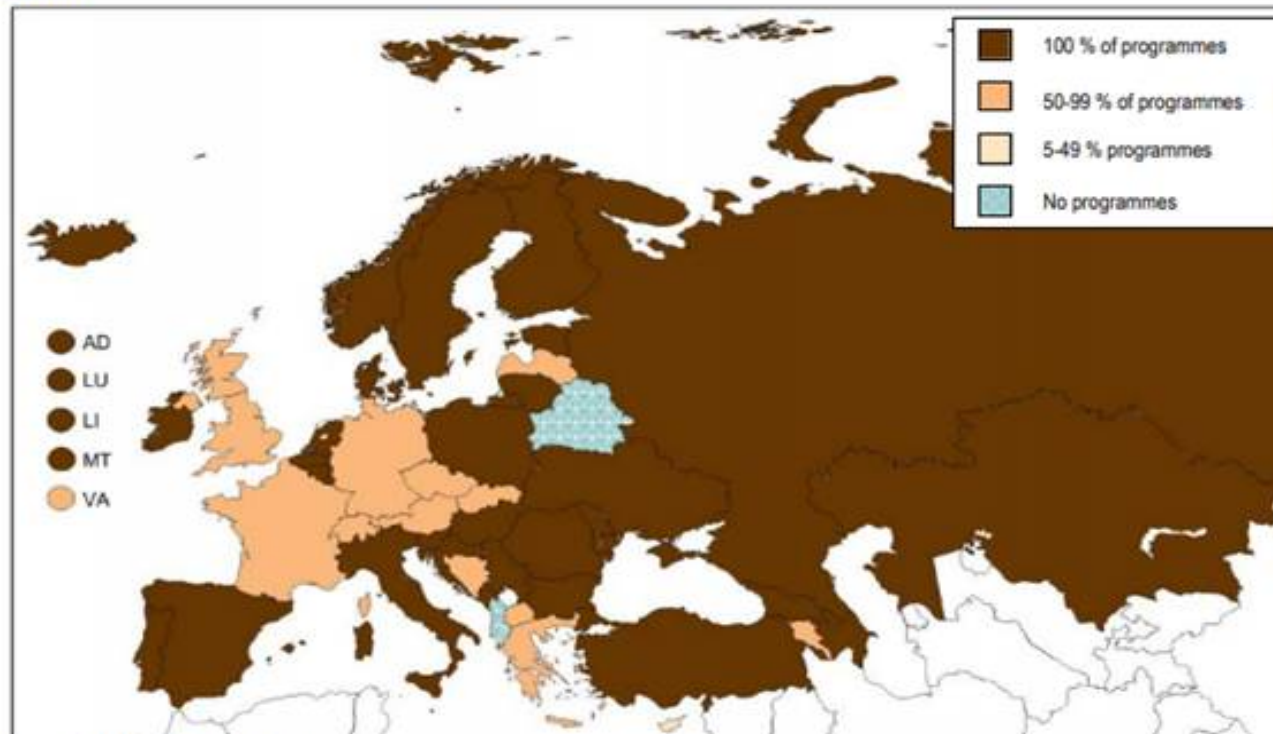 100 % of programmes
50-99 % of programmes
5-49 % programmes
No programmes
AD
LU
LI
MT
VA